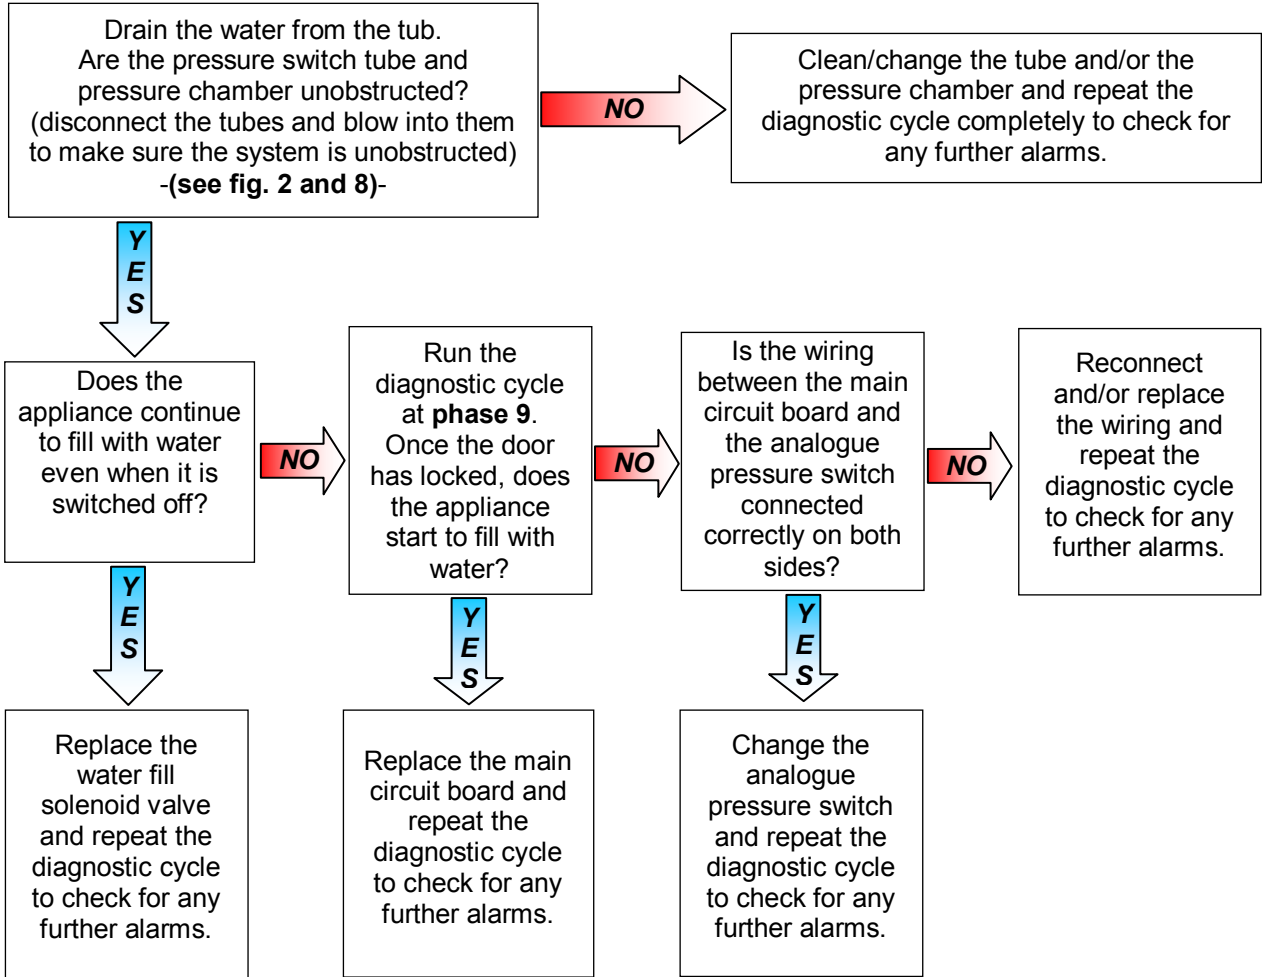 Drain the water from the tub.
Are the pressure switch tube and
pressure chamber unobstructed?
(disconnect the tubes and blow into them
to make sure the system is unobstructed)
-(see fig. 2 and 8)-
NO
Clean/change the tube and/or the
pressure chamber and repeat the
diagnostic cycle completely to check for
any further alarms.
Y
E
S
Does the
appliance continue
to fill with water
even when it is
switched off?
NO
Run the
diagnostic cycle
at phase 9.
Once the door
has locked, does
the appliance
start to fill with
water?
NO
Is the wiring
between the main
circuit board and
the analogue
pressure switch
connected
correctly on both
sides?
NO
Reconnect
and/or replace
the wiring and
repeat the
diagnostic cycle
to check for any
further alarms.
Y
E
S
Y
E
S
Y
E
S
Replace the
water fill
solenoid valve
and repeat the
diagnostic cycle
to check for any
further alarms.
Replace the main
circuit board and
repeat the
diagnostic cycle
to check for any
further alarms.
Change the
analogue
pressure switch
and repeat the
diagnostic cycle
to check for any
further alarms.